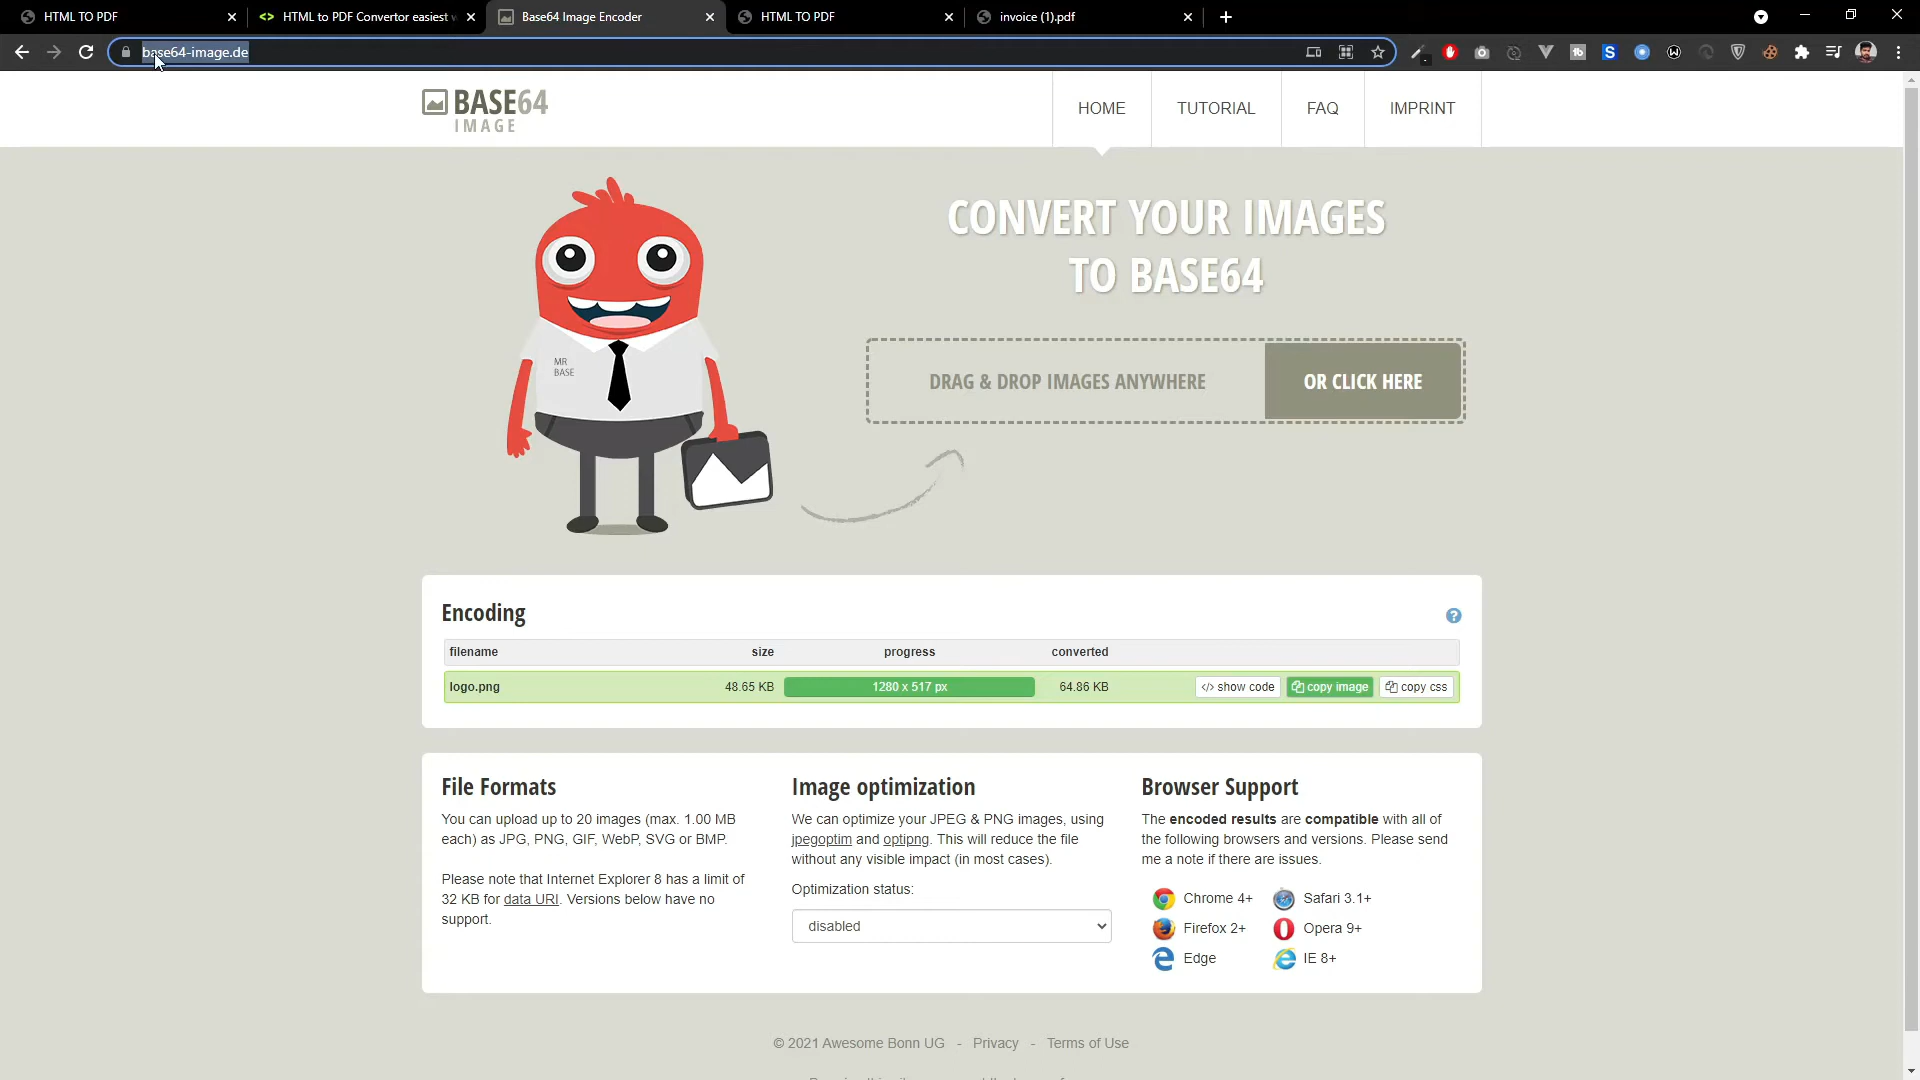 HTML TO PDF
HTML to PDF Convertor easiest w
Base64 Image Encoder
HTML TO PDF
invoice (1).pdf
base64-image.de
BASE64
IMAGE
HOME
TUTORIAL
FAQ
IMPRINT
MR
BASE
CONVERT YOUR IMAGES
TO BASE64
DRAG & DROP IMAGES ANYWHERE
OR CLICK HERE
Encoding
filename size progress converted
logo.png 48.65 KB 1280 x 517 px 64.86 KB </> show code copy image copy css
File Formats
You can upload up to 20 images (max. 1.00 MB
each) as JPG, PNG, GIF, WebP, SVG or BMP.
Please note that Internet Explorer 8 has a limit of
32 KB for data URI. Versions below have no
support.
Image optimization
We can optimize your JPEG & PNG images, using
jpegoptim and optipng. This will reduce the file
without any visible impact (in most cases).
Optimization status:
disabled
Browser Support
The encoded results are compatible with all of
the following browsers and versions. Please send
me a note if there are issues.
Chrome 4+ Safari 3.1+
Firefox 2+ Opera 9+
Edge IE 8+
© 2021 Awesome Bonn UG - Privacy - Terms of Use